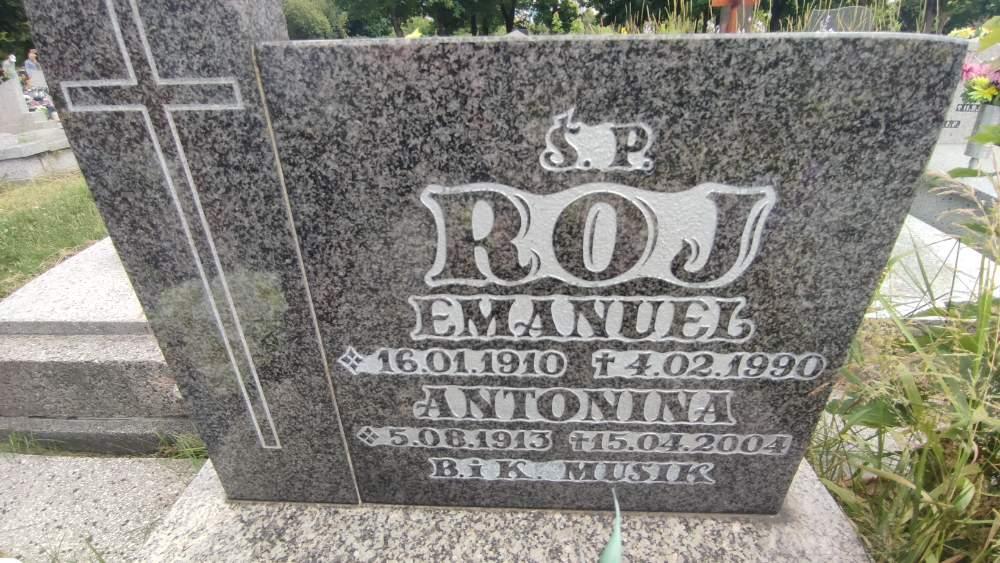 Ś.P.
ROJ
EMANUEL
16.01.1910 † 4.02.1990
ANTONINA
5.08.1913 † 15.04.2004
B. i K. MUSIK